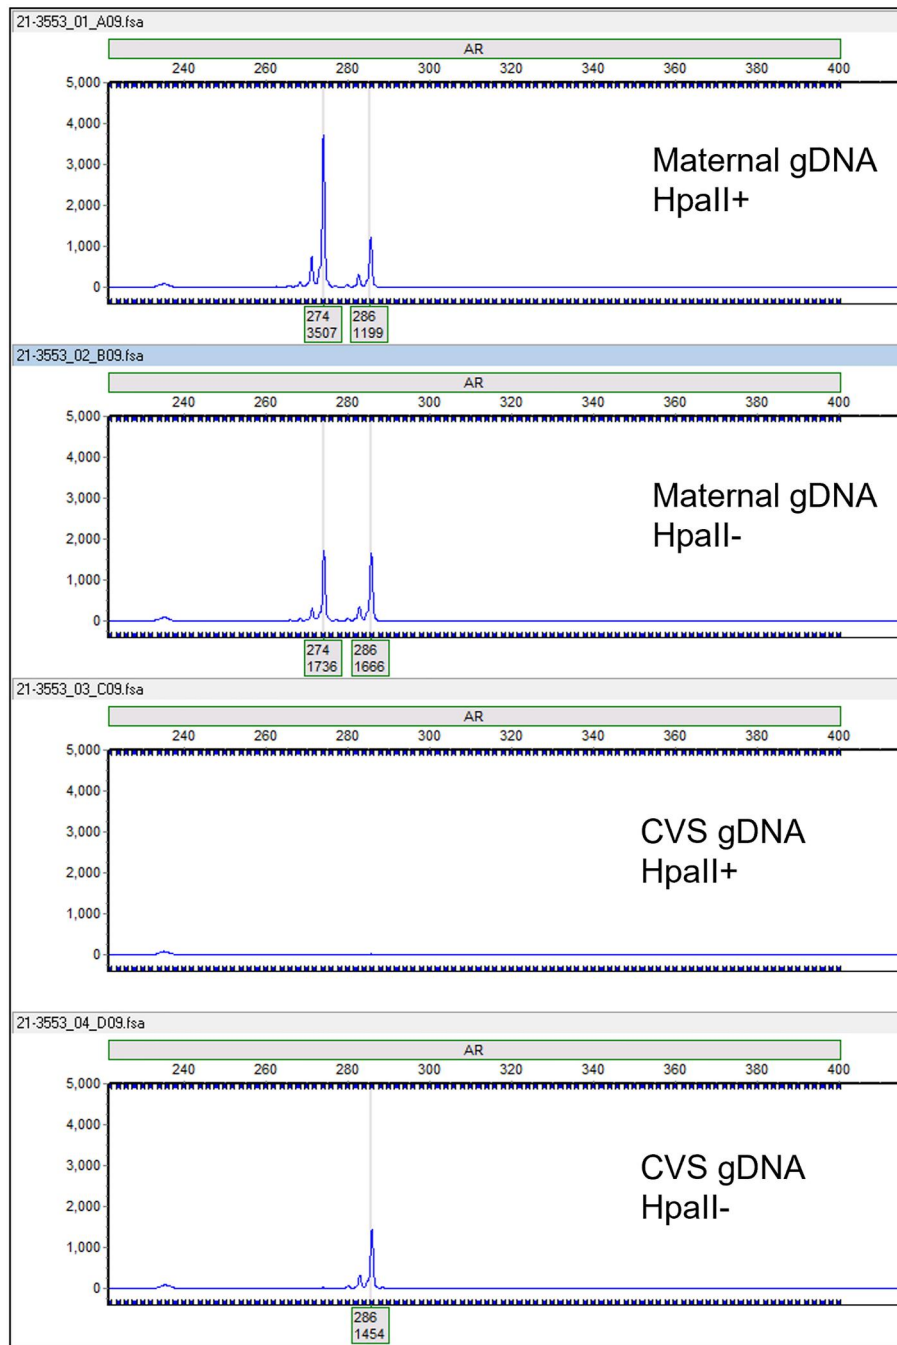 21-3553_01_A09.fsa
AR
240 260 280 300 320 340 360 380 400
5,000
4,000
3,000
2,000
1,000
0
Maternal gDNA
HpaII+
274 286
3507 1199
21-3553_02_B09.fsa
AR
240 260 280 300 320 340 360 380 400
5,000
4,000
3,000
2,000
1,000
0
Maternal gDNA
HpaII-
274 286
1736 1666
21-3553_03_C09.fsa
AR
240 260 280 300 320 340 360 380 400
5,000
4,000
3,000
2,000
1,000
0
CVS gDNA
HpaII+
21-3553_04_D09.fsa
AR
240 260 280 300 320 340 360 380 400
5,000
4,000
3,000
2,000
1,000
0
CVS gDNA
HpaII-
286
1454